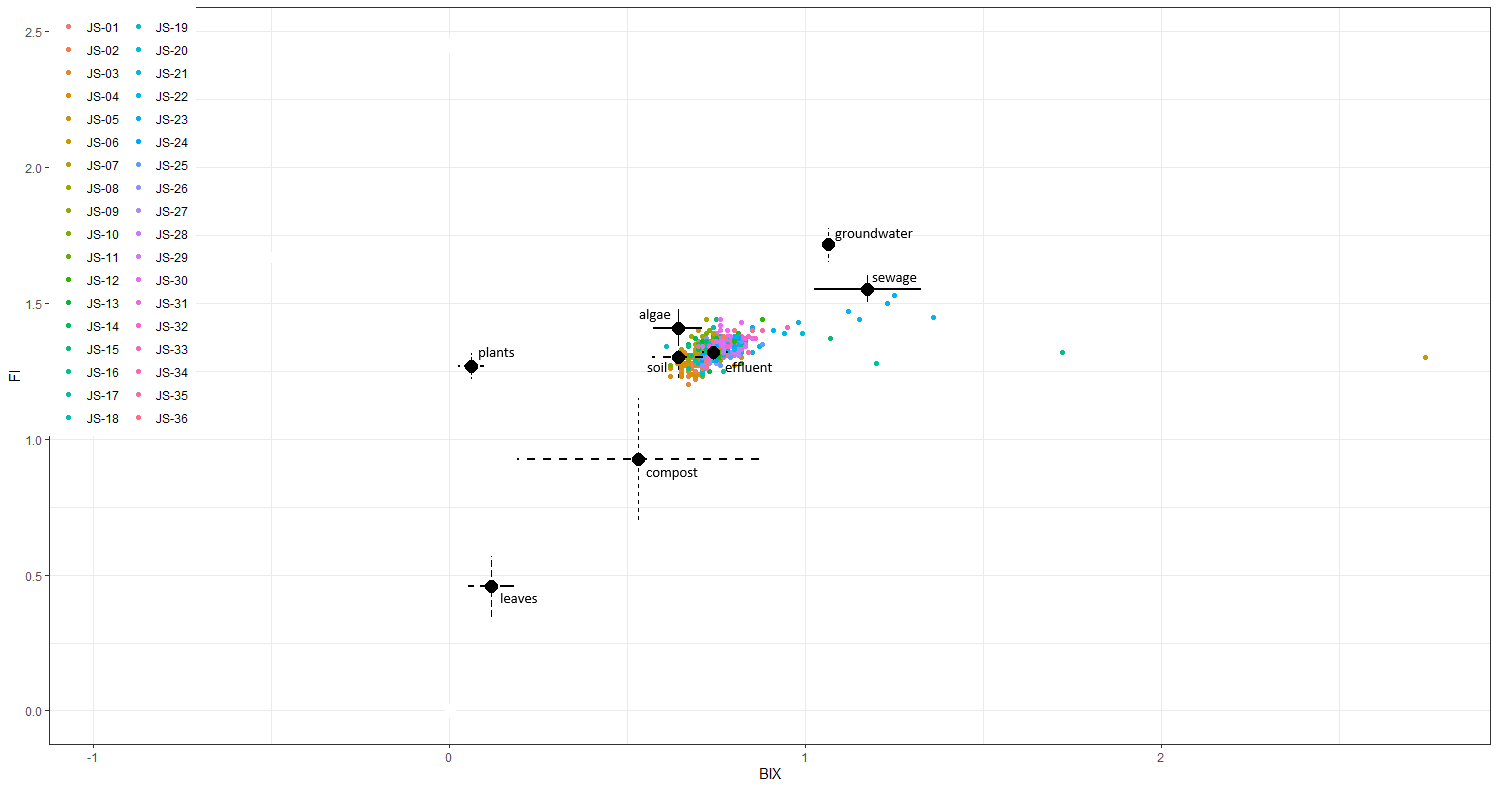 2.5
2.0
1.5
1.0
0.5
0.0
FI
JS-01 JS-19
JS-02 JS-20
JS-03 JS-21
JS-04 JS-22
JS-05 JS-23
JS-06 JS-24
JS-07 JS-25
JS-08 JS-26
JS-09 JS-27
JS-10 JS-28
JS-11 JS-29
JS-12 JS-30
JS-13 JS-31
JS-14 JS-32
JS-15 JS-33
JS-16 JS-34
JS-17 JS-35
JS-18 JS-36
groundwater
sewage
algae
plants
soil effluent
compost
leaves
-1 0 1 2
BIX